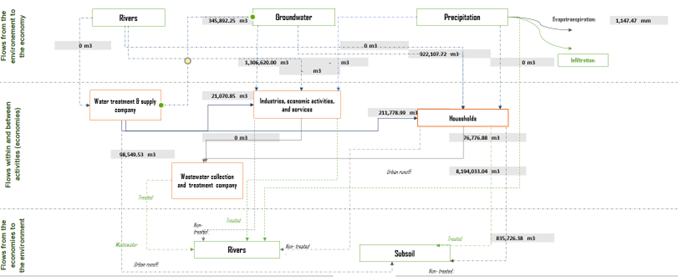 Flows from the
environement to
the economy
Rivers
Groundwater
Precipitation
345,892.25 m3
Evapotranspiration:
1,147.47 mm
0 m3
0 m3
922,107.72 m3
Infiltration:
1,306,620.00 m3
- m3
- m3
0 m3
Flows within and between
activities (economies)
Water treatment & supply
company
21,070.85 m3
Industries, economic activities,
and services
211,778.99 m3
Households
0 m3
76,776.88 m3
98,549.53 m3
Wastewater collection
and treatment company
Urban runoff:
8,194,033.04 m3
Treated
Flows from the
economies to
the environment
Non-
treated
Treated
Wastewater
Rivers
Non- treated
Subsoil
Treated
835,726.38 m3
Urban runoff:
Non- treated